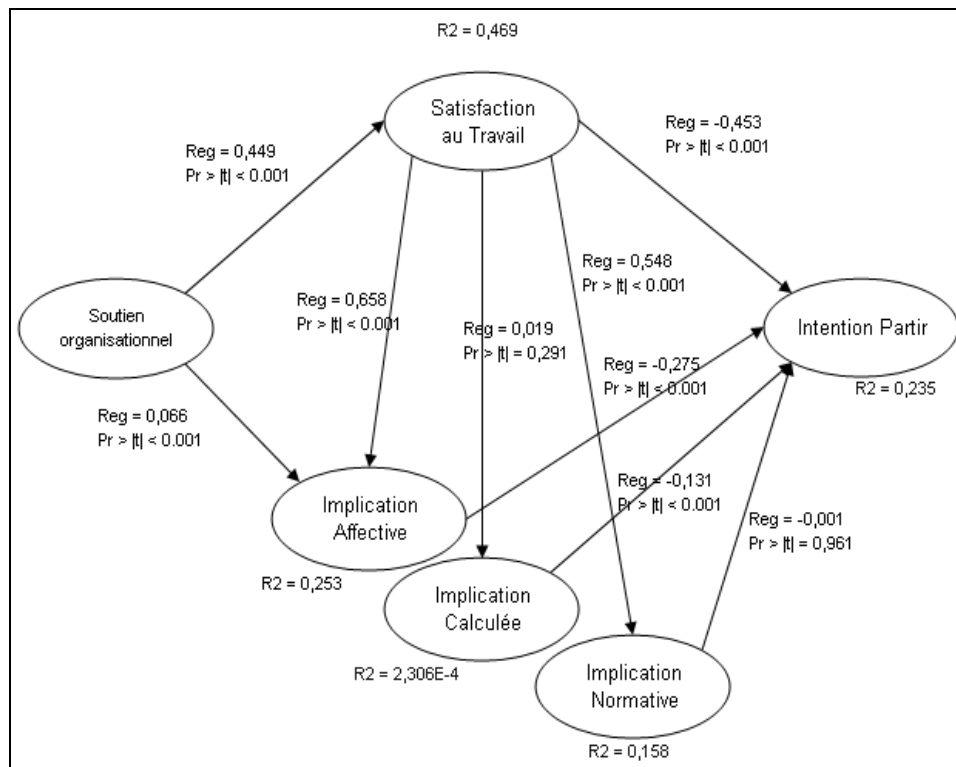 R2 = 0,469
Satisfaction
au Travail
Reg = -0,453
Pr > |t| < 0.001
Reg = 0,449
Pr > |t| < 0.001
Reg = 0,548
Pr > |t| < 0.001
Soutien
organisationnel
Reg = 0,658
Pr > |t| < 0.001
Reg = 0,019
Pr > |t| = 0,291
Intention Partir
R2 = 0,235
Reg = -0,275
Pr > |t| < 0.001
Reg = 0,066
Pr > |t| < 0.001
Implication
Affective
R2 = 0,253
Reg = -0,131
Pr > |t| < 0.001
Reg = -0,001
Pr > |t| = 0,961
Implication
Calculée
R2 = 2,306E-4
Implication
Normative
R2 = 0,158